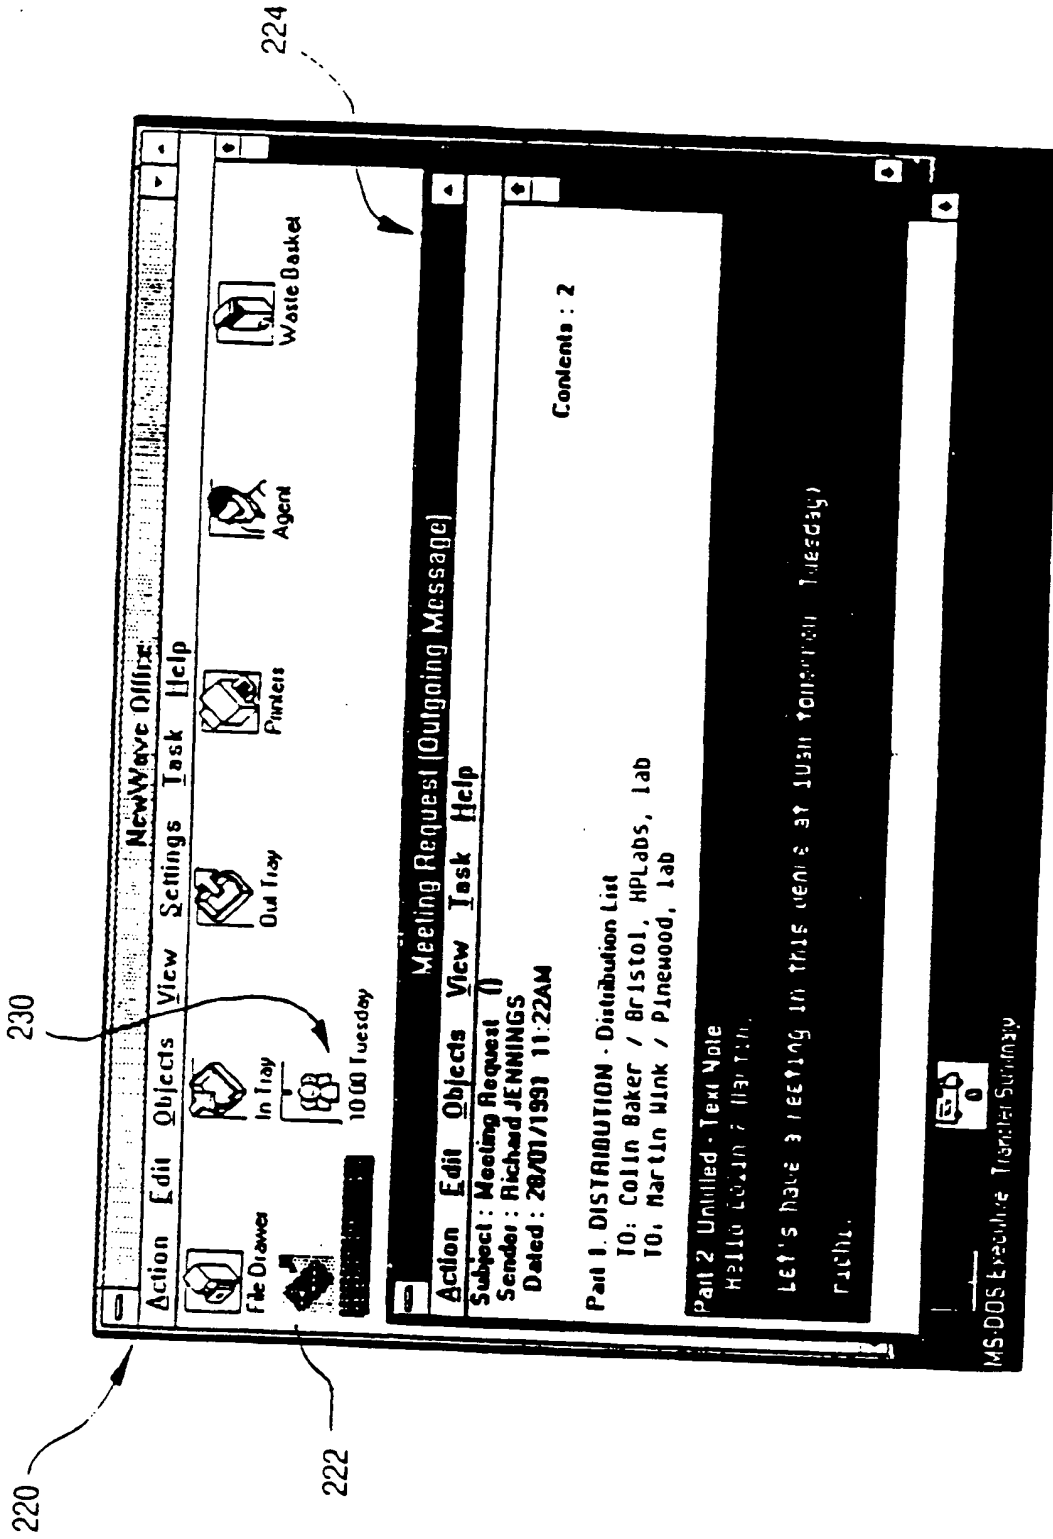 220
222
230
224
NewWave Office
Action Edit Objects View Settings Task Help
File Drawer
In Tray
Out Tray
Printers
Agent
Waste Basket
10:00 Tuesday
Meeting Request (Outgoing Message)
Action Edit Objects View Task Help
Subject : Meeting Request ()
Sender : Richard JENNINGS
Dated : 28/01/1991 11:22AM
Contents : 2
Part 1. DISTRIBUTION - Distribution List
TO: Colin Baker / Bristol, HPLabs, lab
TO: Martin Wink / Pinewood, lab
Part 2 Untitled - Text Note
Hello Colin / Martin.
Let's have a meeting in this at 10am tomorrow Tuesday)
richi.
0
MS-DOS Executive Transfer Summary